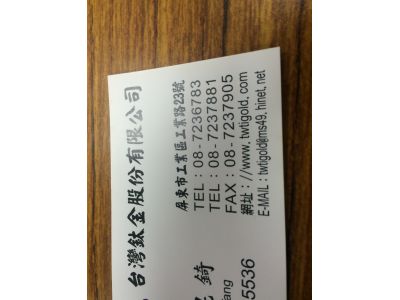 台灣鈦金股份有限公司
屏東市工業區工業路23號
TEL：08-7236783
TEL：08-7237881
FAX：08-7237905
網址：//www.twtigold.com
E-MAIL：twtigold@ms49.hinet.net
錡
5536